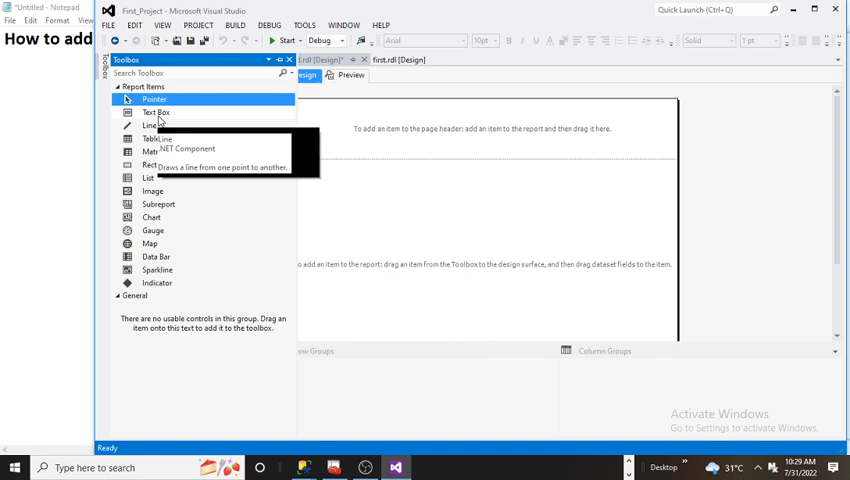 *Untitled - Notepad
File Edit Format View
How to add
First_Pointer - Microsoft Visual Studio
Quick Launch (Ctrl+Q)
FILE EDIT VIEW PROJECT BUILD DEBUG TOOLS WINDOW HELP
Start Debug Arial 10pt B I U A Solid 1 pt
Toolbox
.rdl [Design]* first.rdl [Design]
Toolbox
Search Toolbox
esign Preview
Report Items
Pointer
Text Box
Line
Table
Matr
Rect
List
Image
Subreport
Chart
Gauge
Map
Data Bar
Sparkline
Indicator
General
There are no usable controls in this group. Drag an
item onto this text to add it to the toolbox.
Line
.NET Component
Draws a line from one point to another.
To add an item to the page header: add an item to the report and then drag it here.
o add an item to the report: drag an item from the Toolbox to the design surface, and then drag dataset fields to the item.
ow Groups
Column Groups
Activate Windows
Go to Settings to activate Windows.
Ready
Type here to search
Desktop
31°C
10:29 AM
7/31/2022